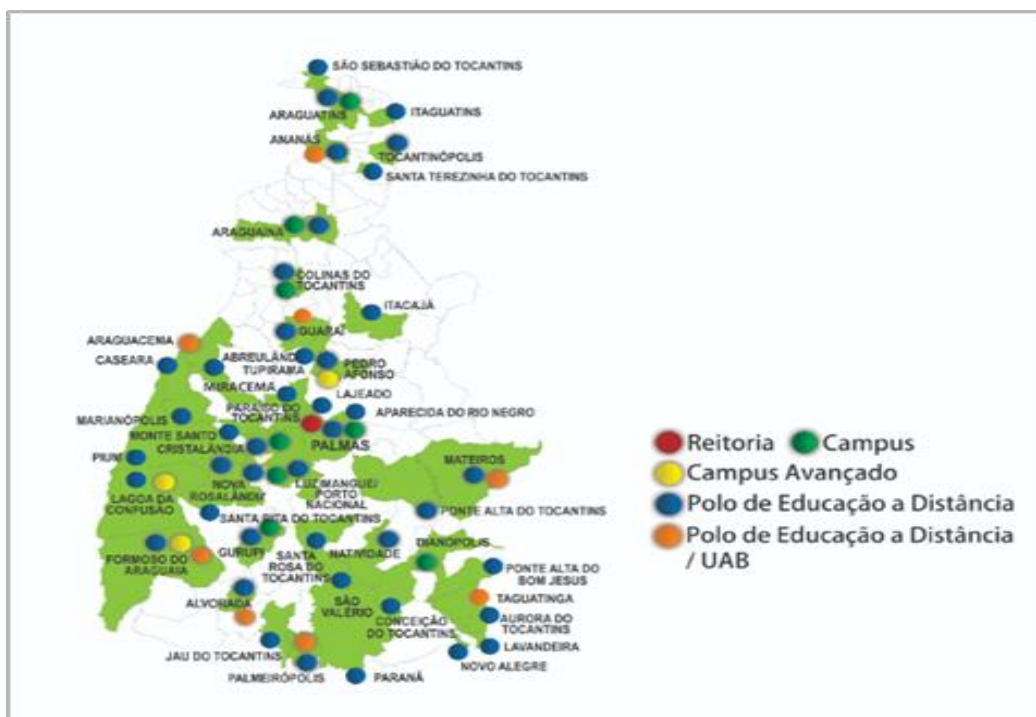 SÃO SEBASTIÃO DO TOCANTINS
ARAGUATINS
ITAGUATINS
ANANÁS
TOCANTINÓPOLIS
SANTA TEREZINHA DO TOCANTINS
ARAGUAÍNA
COLINAS DO
TOCANTINS
ITACAJÁ
GUARAÍ
ARAGUACEMA
CASEARA
ABREULÂND
TUPIRAMA
PEDRO
AFONSO
MIRACEMA
LAJEADO
PARAÍSO DO
TOCANTINS
APARECIDA DO RIO NEGRO
MARIANÓPOLIS
MONTE SANTO
PALMAS
CRISTALÂNDIA
PIUM
MATEIROS
LAGOA DA
CONFUSÃO
NOVA
ROSALÂNDI
LUZIMANGUE/
PORTO
NACIONAL
SANTA RITA DO TOCANTINS
PONTE ALTA DO TOCANTINS
FORMOSO DO
ARAGUAIA
GURUPI
SANTA
ROSA DO
TOCANTINS
NATIVIDADE
DIANÓPOLIS
PONTE ALTA DO
BOM JESUS
ALVORADA
SÃO
VALÉRIO
TAGUATINGA
CONCEIÇÃO
DO TOCANTINS
AURORA DO
TOCANTINS
LAVANDEIRA
NOVO ALEGRE
JAU DO TOCANTINS
PALMEIRÓPOLIS
PARANÃ
Reitoria
Campus
Campus Avançado
Polo de Educação a Distância
Polo de Educação a Distância
/ UAB